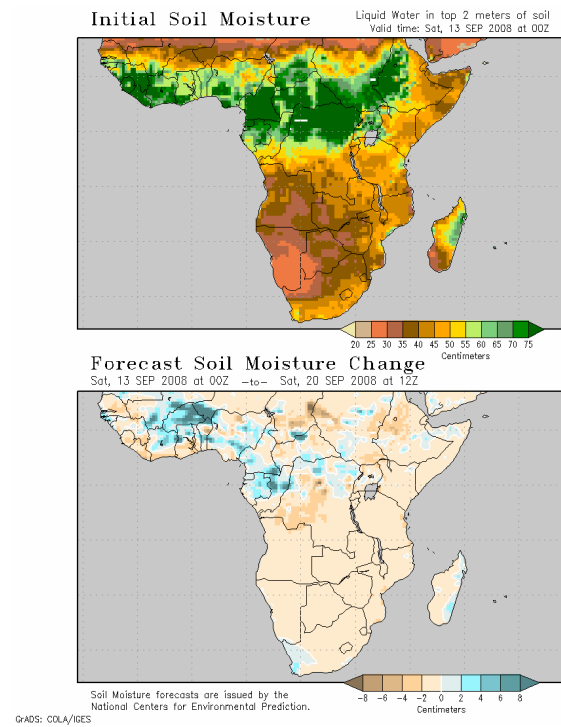 Initial Soil Moisture
Liquid Water in top 2 meters of soil
Valid time: Sat, 13 SEP 2008 at 00Z
20 25 30 35 40 45 50 55 60 65 70 75
Centimeters
Forecast Soil Moisture Change
Sat, 13 SEP 2008 at 00Z -to- Sat, 20 SEP 2008 at 12Z
-8 -6 -4 -2 0 2 4 6 8
Centimeters
Soil Moisture forecasts are issued by the
National Centers for Environmental Prediction.
GrADS: COLA/IGES